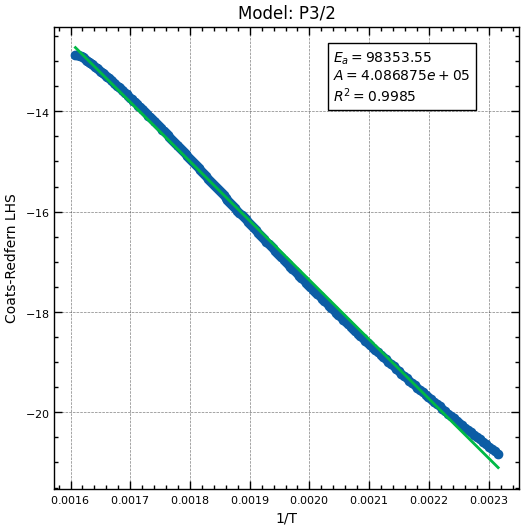 Model: P3/2
E_a = 98353.55
A = 4.086875e + 05
R² = 0.9985
Coats-Redfern LHS
−14
−16
−18
−20
0.0016 0.0017 0.0018 0.0019 0.0020 0.0021 0.0022 0.0023
1/T